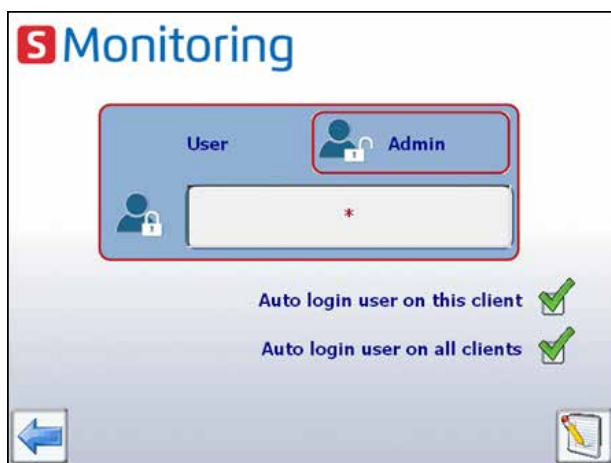 S Monitoring
User Admin
*
Auto login user on this client
Auto login user on all clients